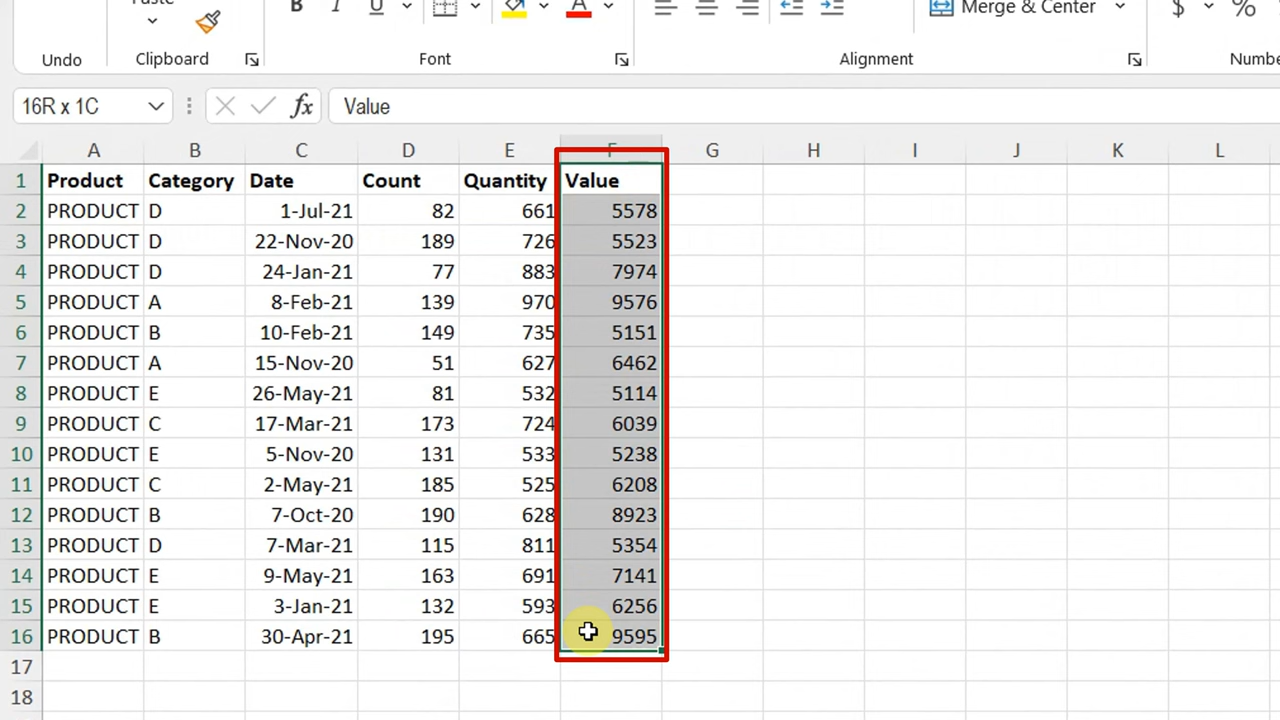 Paste
B I U A Merge & Center $ %
Undo Clipboard Font Alignment
16R x 1C fx Value
A B C D E F G H I J K L
1 Product Category Date Count Quantity Value
2 PRODUCT D 1-Jul-21 82 661 5578
3 PRODUCT D 22-Nov-20 189 726 5523
4 PRODUCT D 24-Jan-21 77 883 7974
5 PRODUCT A 8-Feb-21 139 970 9576
6 PRODUCT B 10-Feb-21 149 735 5151
7 PRODUCT A 15-Nov-20 51 627 6462
8 PRODUCT E 26-May-21 81 532 5114
9 PRODUCT C 17-Mar-21 173 724 6039
10 PRODUCT E 5-Nov-20 131 533 5238
11 PRODUCT C 2-May-21 185 525 6208
12 PRODUCT B 7-Oct-20 190 628 8923
13 PRODUCT D 7-Mar-21 115 811 5354
14 PRODUCT E 9-May-21 163 691 7141
15 PRODUCT E 3-Jan-21 132 593 6256
16 PRODUCT B 30-Apr-21 195 665 9595
17
18